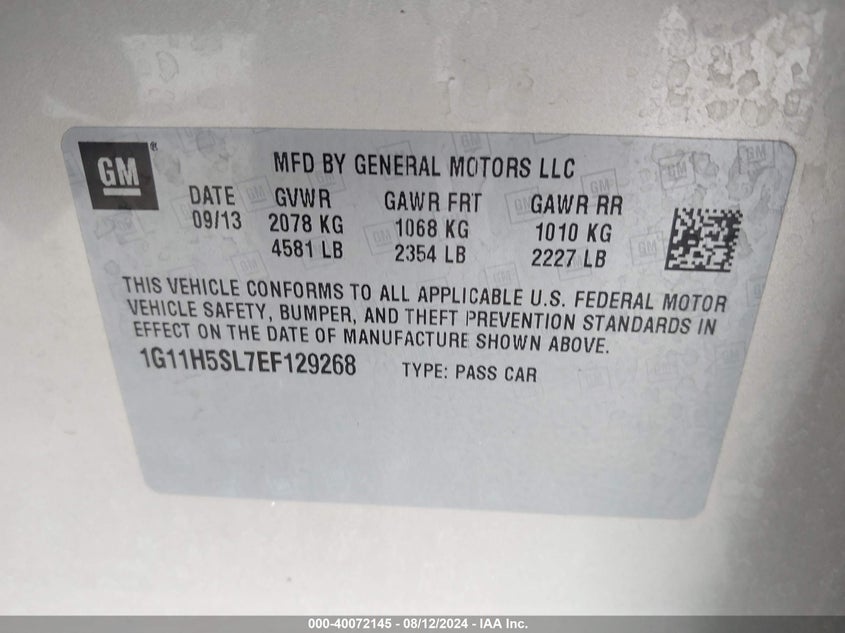 GM
MFD BY GENERAL MOTORS LLC
DATE GVWR GAWR FRT GAWR RR
09/13 2078 KG 1068 KG 1010 KG
4581 LB 2354 LB 2227 LB
THIS VEHICLE CONFORMS TO ALL APPLICABLE U.S. FEDERAL MOTOR
VEHICLE SAFETY, BUMPER, AND THEFT PREVENTION STANDARDS IN
EFFECT ON THE DATE OF MANUFACTURE SHOWN ABOVE.
1G11H5SL7EF129268 TYPE: PASS CAR
000-40072145 - 08/12/2024 - IAA Inc.